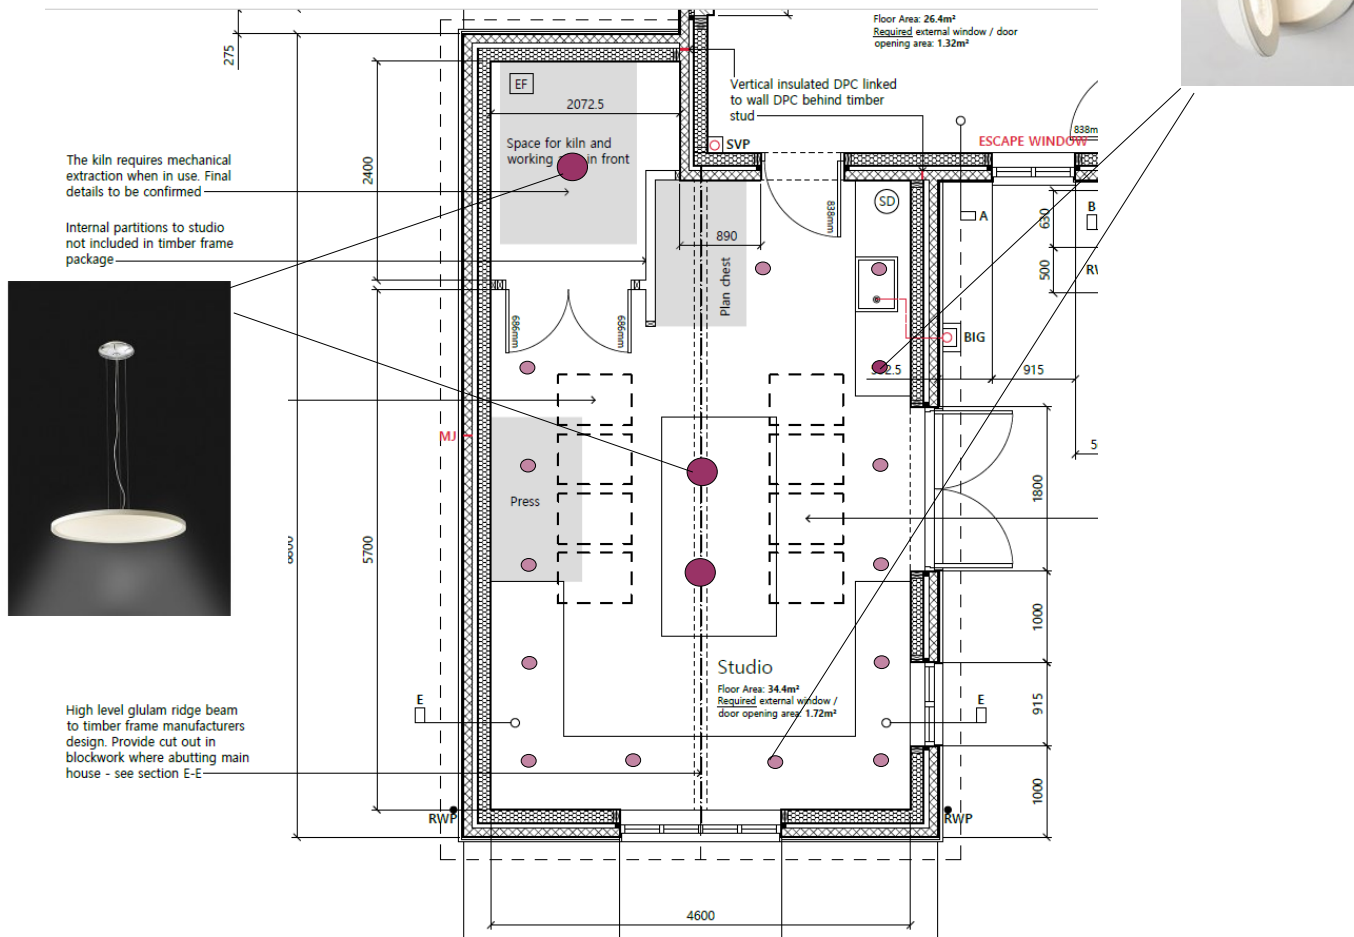 Floor Area: 26.4m²
Required external window / door
opening area: 1.32m²
275
EF
2072.5
Space for kiln and
in front
Vertical insulated DPC linked
to wall DPC behind timber
stud
SVP
ESCAPE WINDOW
838m
The kiln requires mechanical
extraction when in use. Final
details to be confirmed
2400
Internal partitions to studio
not included in timber frame
package
SD
838mm
A
630
B
890
Plan chest
500
686mm
686mm
BIG
915
MJ
5
Press
1800
5700
1000
Studio
Floor Area: 34.4m²
Required external window /
door opening area: 1.72m²
High level glulam ridge beam
to timber frame manufacturers
design. Provide cut out in
blockwork where abutting main
house - see section E-E
E
E
915
1000
RWP
RWP
4600